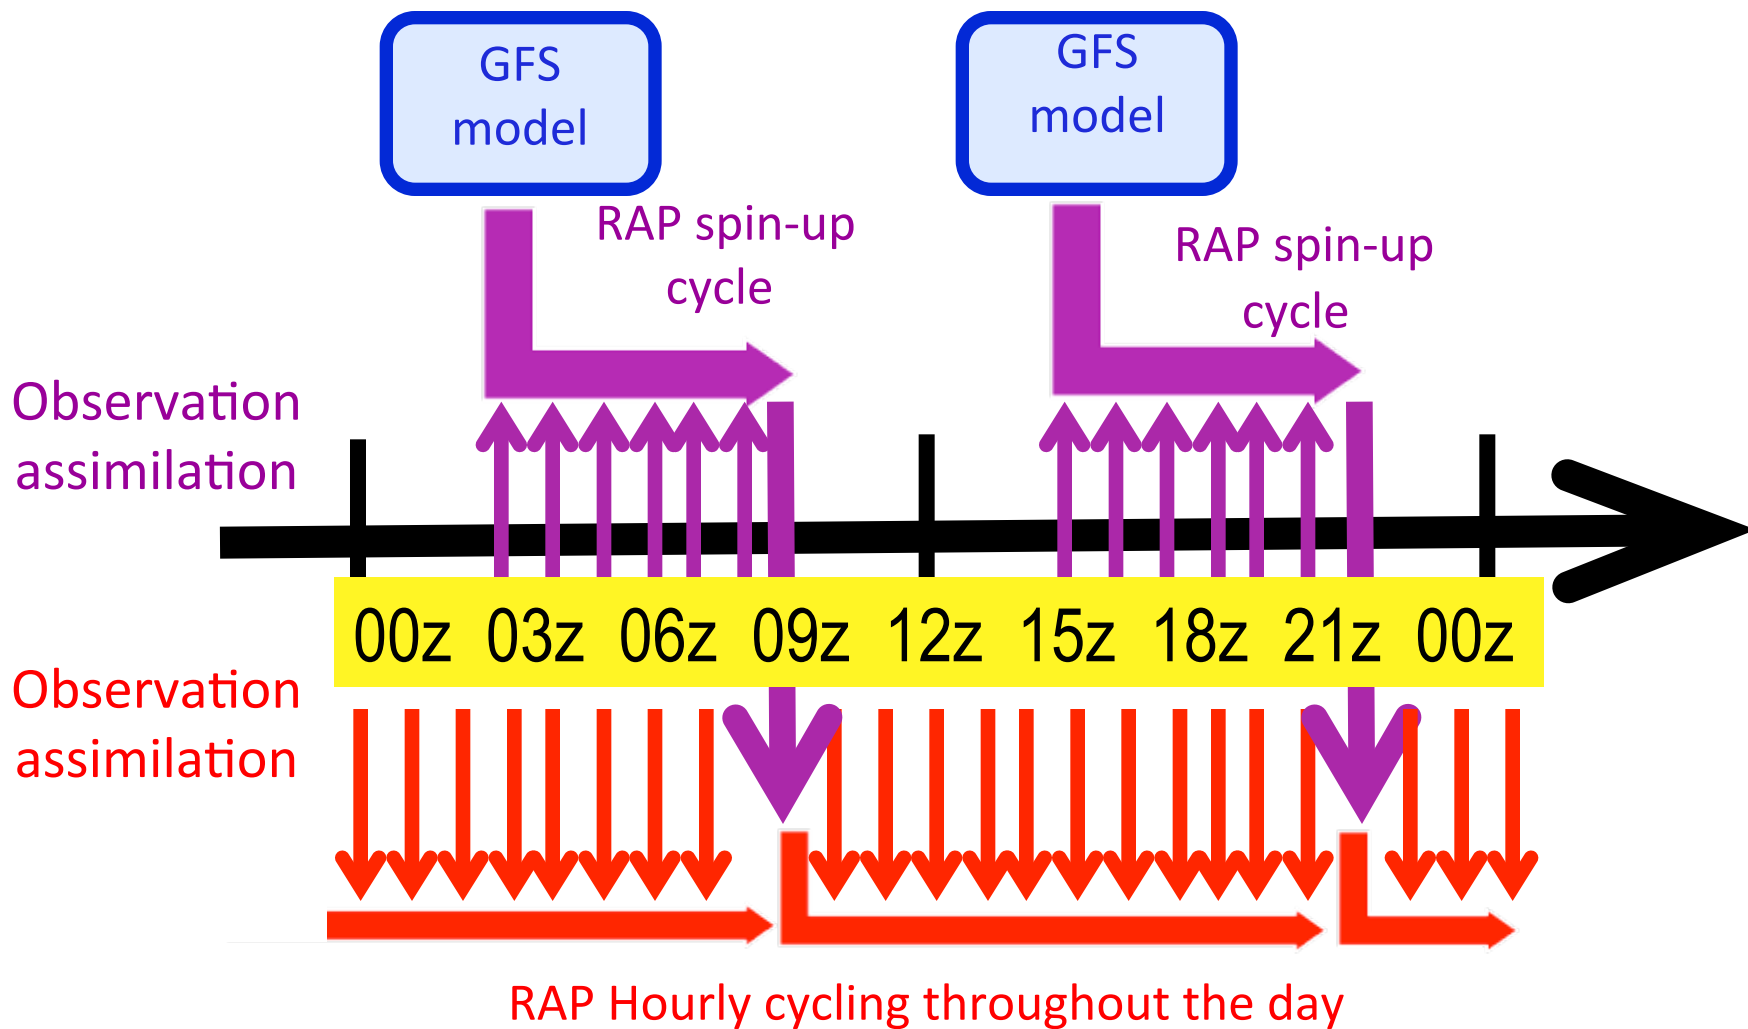 GFS
model
GFS
model
RAP spin-up
cycle
RAP spin-up
cycle
Observation
assimilation
00z 03z 06z 09z 12z 15z 18z 21z 00z
Observation
assimilation
RAP Hourly cycling throughout the day